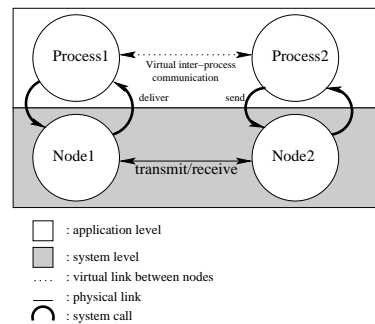 Process1
Process2
Virtual inter-process
communication
deliver
send
Node1
Node2
transmit/receive
: application level
: system level
: virtual link between nodes
: physical link
: system call